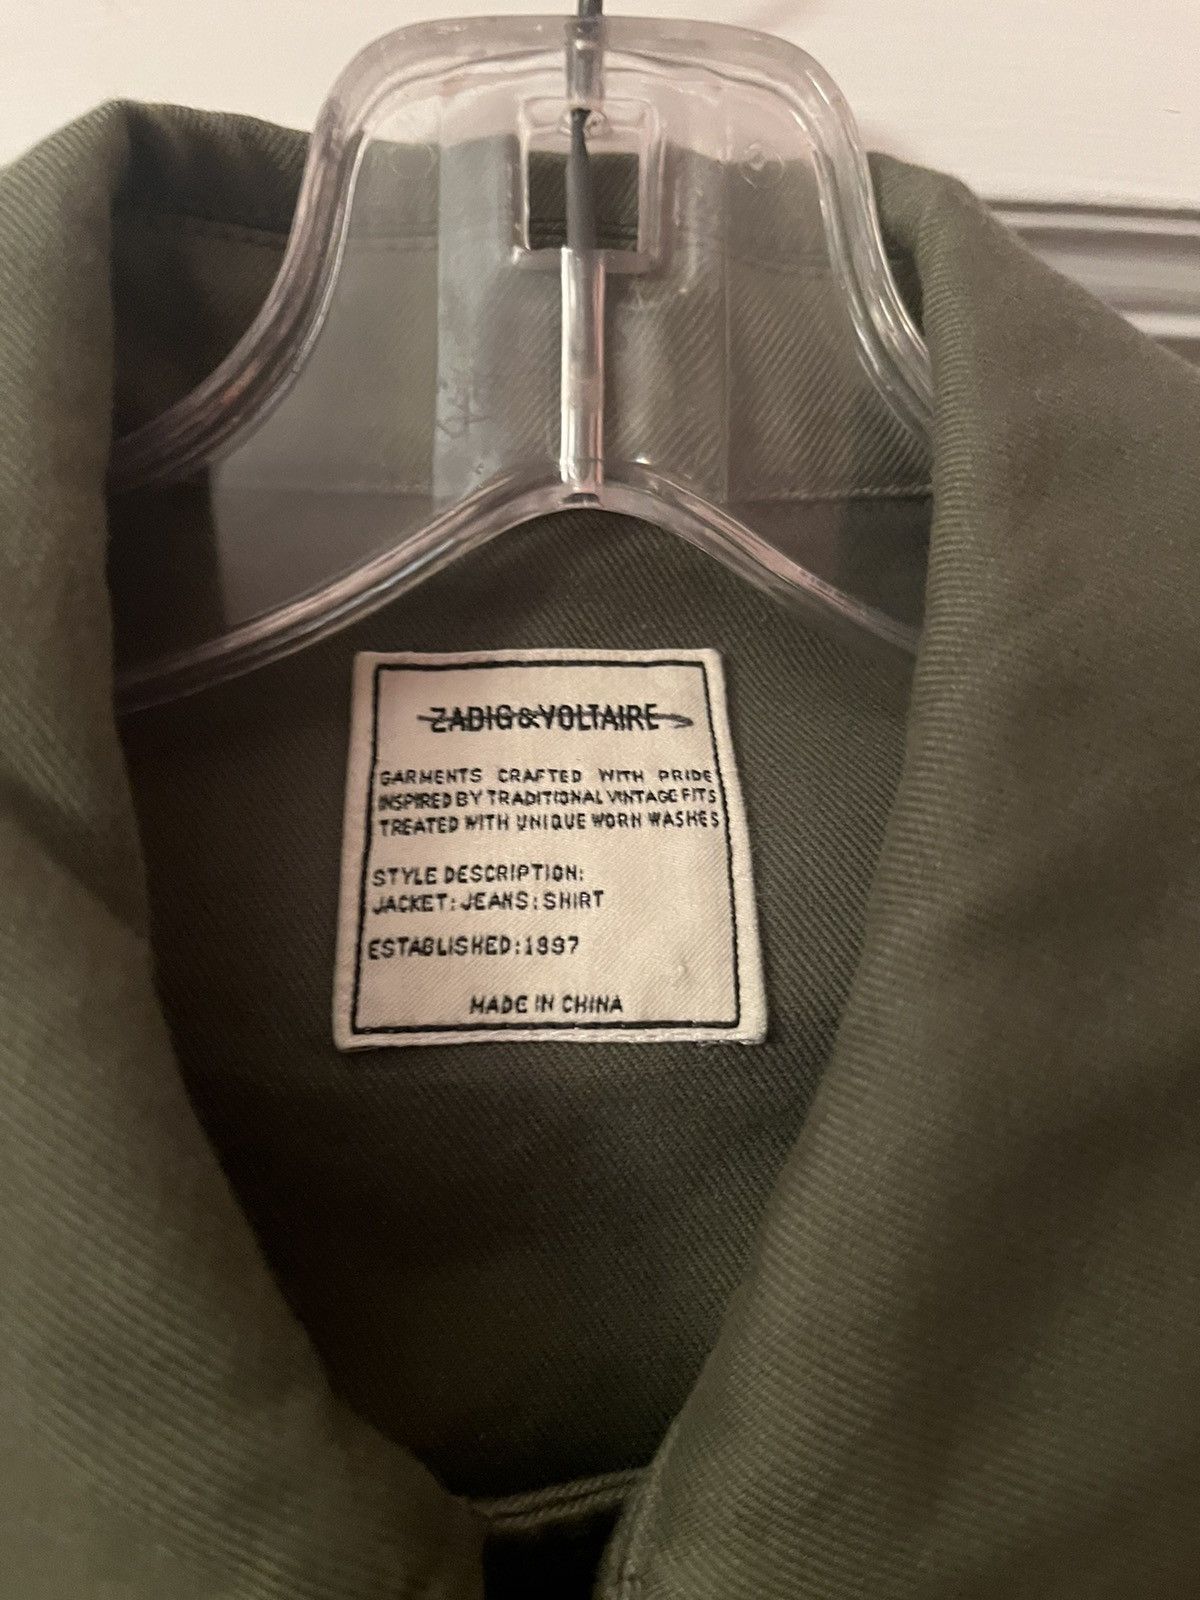 ZADIG&VOLTAIRE
GARMENTS CRAFTED WITH PRIDE
INSPIRED BY TRADITIONAL VINTAGE FITS
TREATED WITH UNIQUE WORN WASHES
STYLE DESCRIPTION:
JACKET:JEANS:SHIRT
ESTABLISHED:1997
MADE IN CHINA